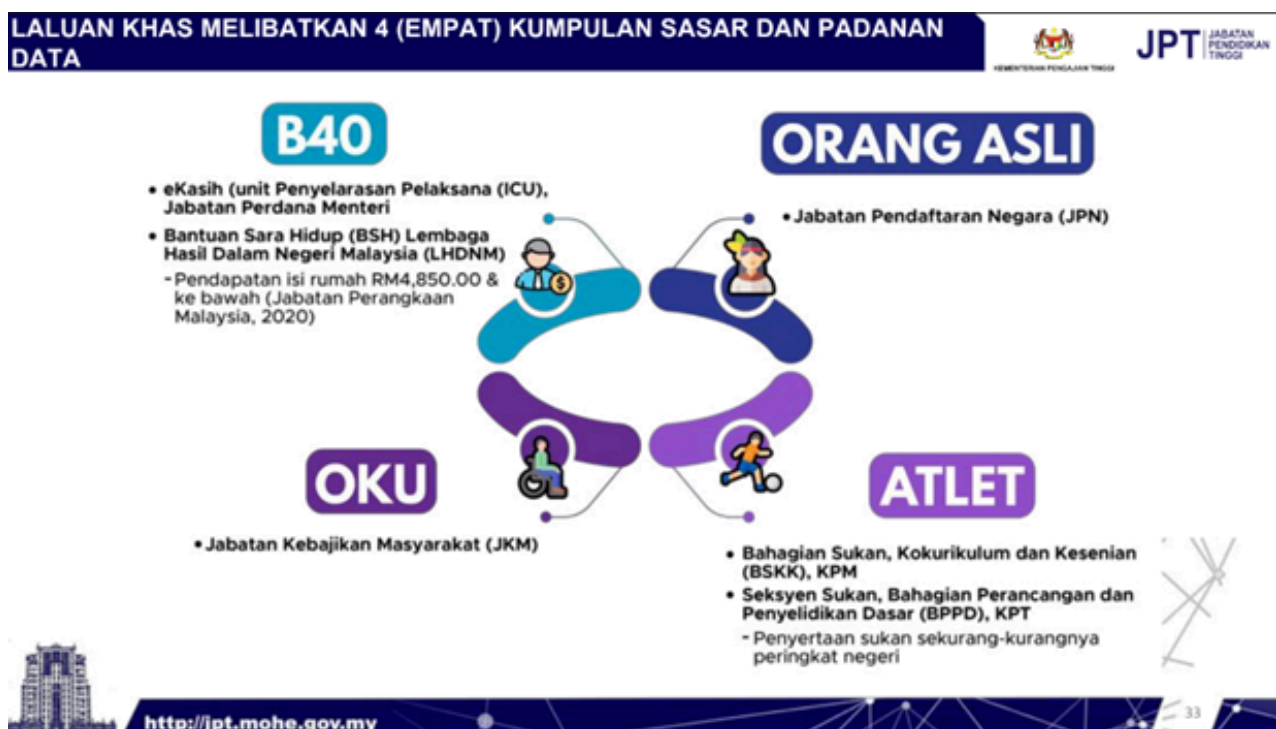 LALUAN KHAS MELIBATKAN 4 (EMPAT) KUMPULAN SASAR DAN PADANAN
DATA
KEMENTERIAN PENGAJIAN TINGGI
JPT
JABATAN
PENDIDIKAN
TINGGI
B40
• eKasih (unit Penyelarasan Pelaksana (ICU),
Jabatan Perdana Menteri
• Bantuan Sara Hidup (BSH) Lembaga
Hasil Dalam Negeri Malaysia (LHDNM)
- Pendapatan isi rumah RM4,850.00 &
ke bawah (Jabatan Perangkaan
Malaysia, 2020)
ORANG ASLI
• Jabatan Pendaftaran Negara (JPN)
OKU
• Jabatan Kebajikan Masyarakat (JKM)
ATLET
• Bahagian Sukan, Kokurikulum dan Kesenian
(BSKK), KPM
• Seksyen Sukan, Bahagian Perancangan dan
Penyelidikan Dasar (BPPD), KPT
- Penyertaan sukan sekurang-kurangnya
peringkat negeri
http://jpt.mohe.gov.my
33